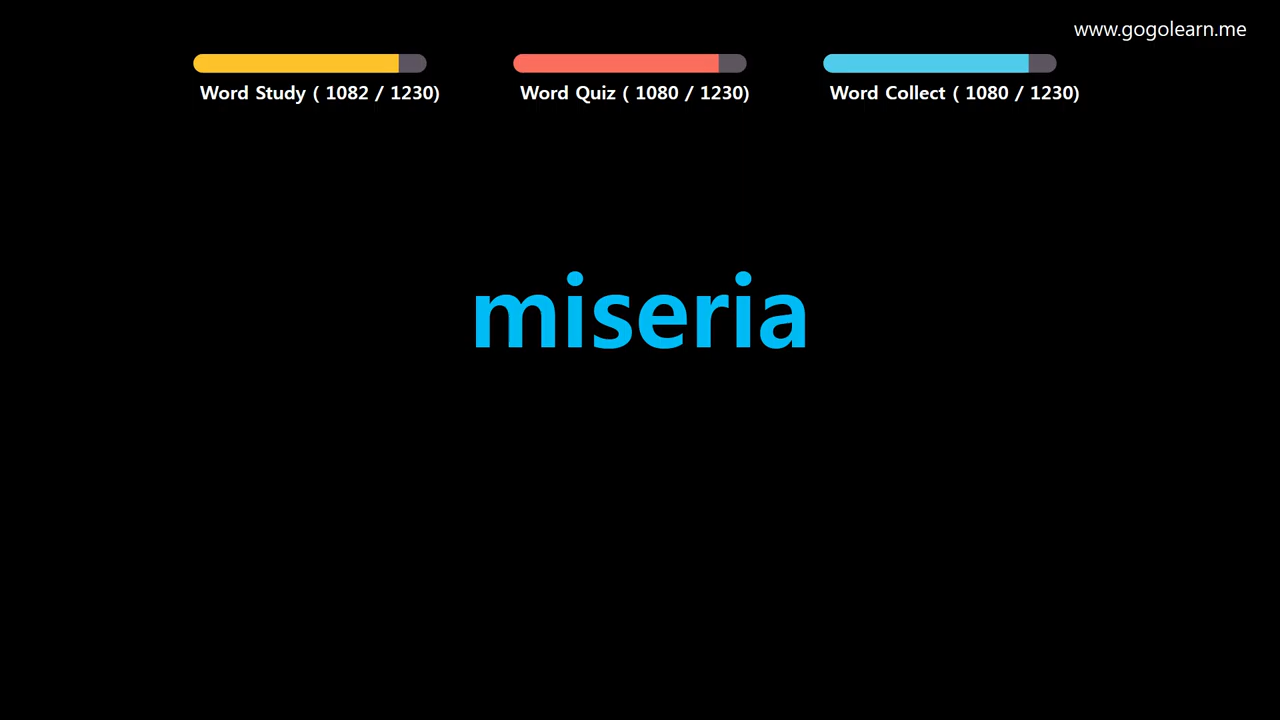 www.gogolearn.me
Word Study ( 1082 / 1230)
Word Quiz ( 1080 / 1230)
Word Collect ( 1080 / 1230)
miseria